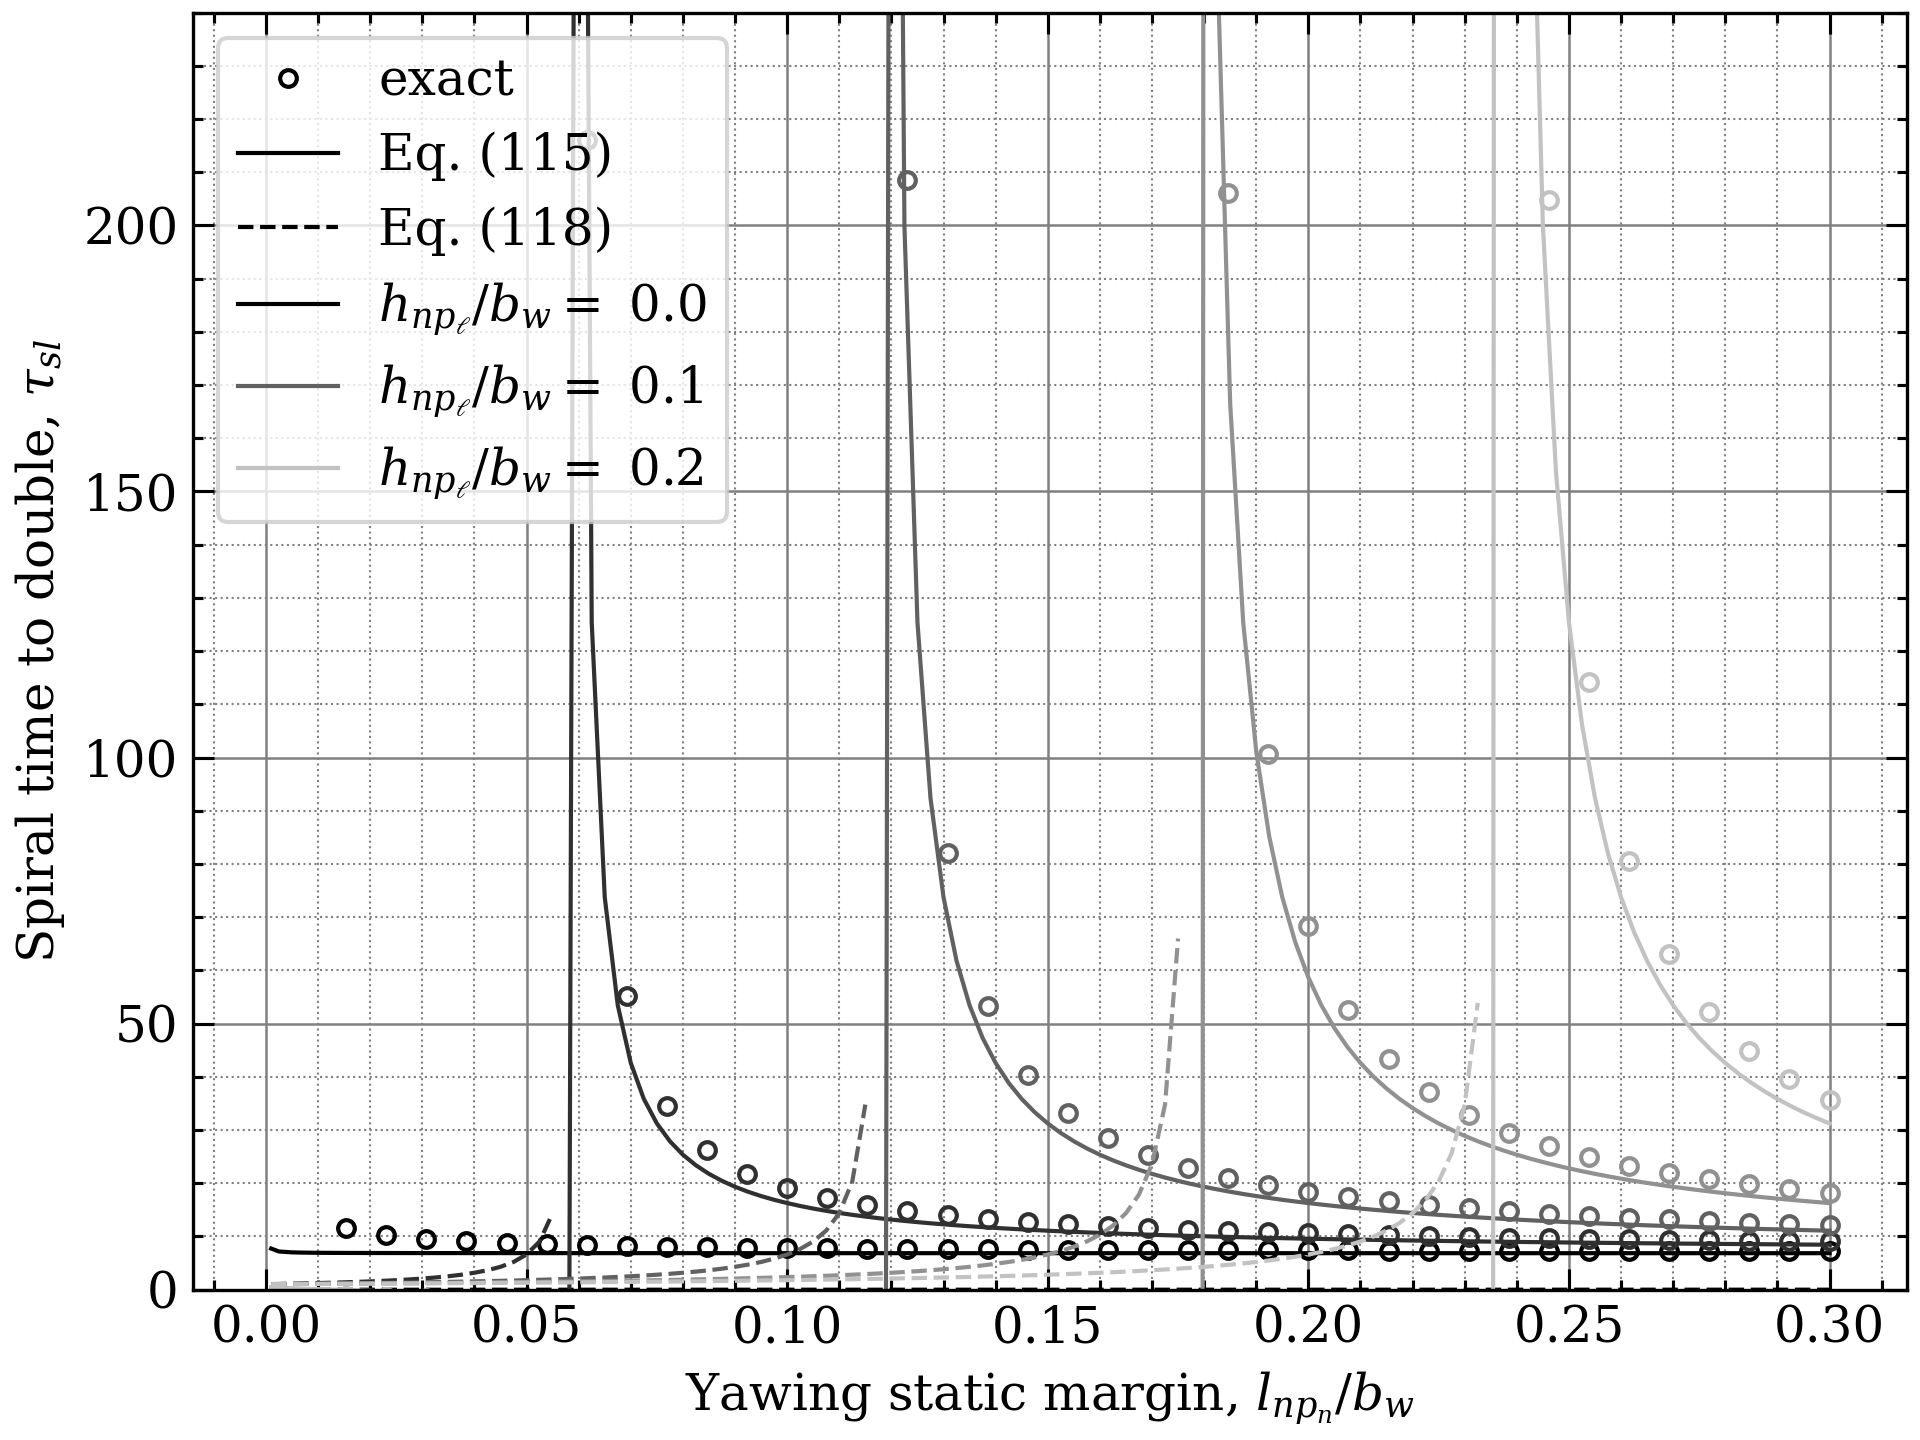 exact
Eq. (115)
Eq. (118)
h_{np_ℓ}/b_w = 0.0
h_{np_ℓ}/b_w = 0.1
h_{np_ℓ}/b_w = 0.2
Spiral time to double, τ_{sl}
200
150
100
50
0
0.00 0.05 0.10 0.15 0.20 0.25 0.30
Yawing static margin, l_{np_n}/b_w